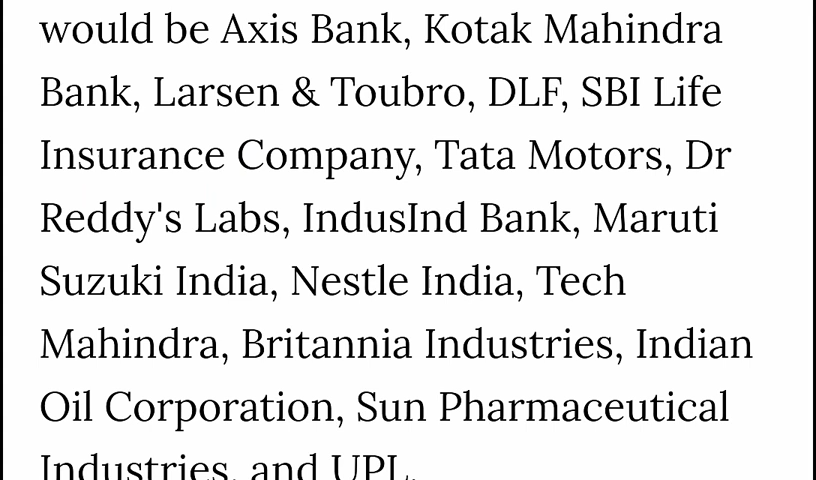 would be Axis Bank, Kotak Mahindra
Bank, Larsen & Toubro, DLF, SBI Life
Insurance Company, Tata Motors, Dr
Reddy's Labs, IndusInd Bank, Maruti
Suzuki India, Nestle India, Tech
Mahindra, Britannia Industries, Indian
Oil Corporation, Sun Pharmaceutical
Industries, and UPL.